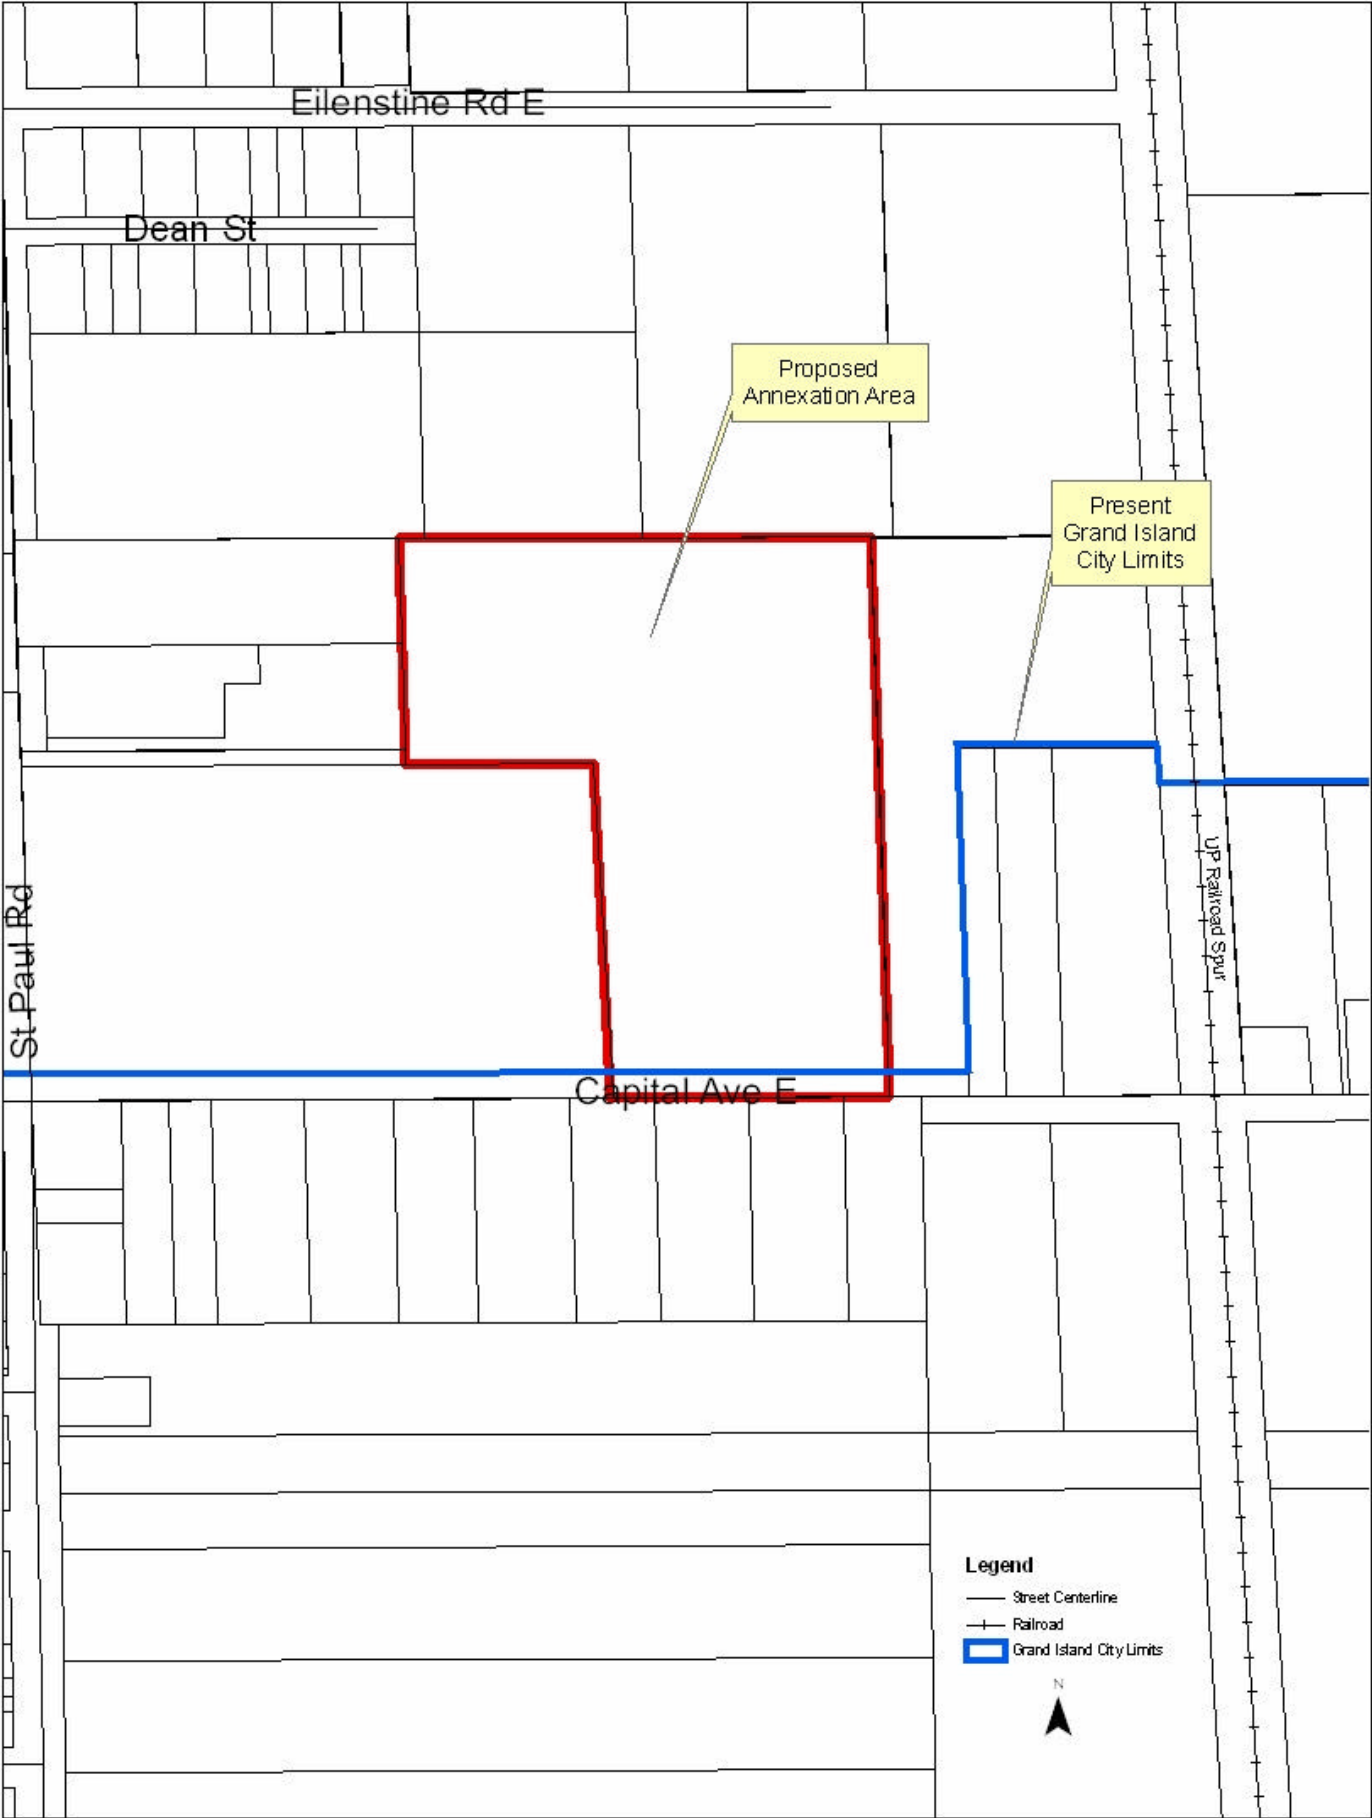 Eilenstine Rd E
Dean St
Proposed
Annexation Area
Present
Grand Island
City Limits
UP Railroad Spur
St Paul Rd
Capital Ave E
Legend
Street Centerline
Railroad
Grand Island City Limits
N